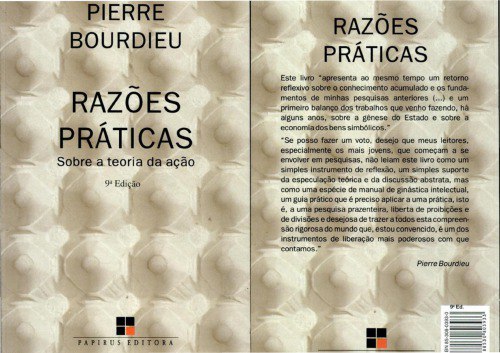 PIERRE
BOURDIEU
RAZÕES
PRÁTICAS
Sobre a teoria da ação
9ª Edição
PAPIRUS EDITORA
RAZÕES
PRÁTICAS
Este livro "apresenta ao mesmo tempo um retorno
reflexivo sobre o conhecimento acumulado e os funda-
mentos de minhas pesquisas anteriores (...) e um
primeiro balanço dos trabalhos que venho fazendo, há
alguns anos, sobre a gênese do Estado e sobre a
economia dos bens simbólicos."
"Se posso fazer um voto, desejo que meus leitores,
especialmente os mais jovens, que começam a se
envolver em pesquisas, não leiam este livro como um
simples instrumento de reflexão, um simples suporte
da especulação teórica e da discussão abstrata, mas
como uma espécie de manual de ginástica intelectual,
um guia prático que é preciso aplicar a uma prática, isto
é, a uma pesquisa prazenteira, liberta de proibições e
de divisões e desejosa de trazer a todos esta compreen-
são rigorosa do mundo que, estou convencido, é um dos
instrumentos de liberação mais poderosos com que
contamos."
Pierre Bourdieu
9ª Ed.